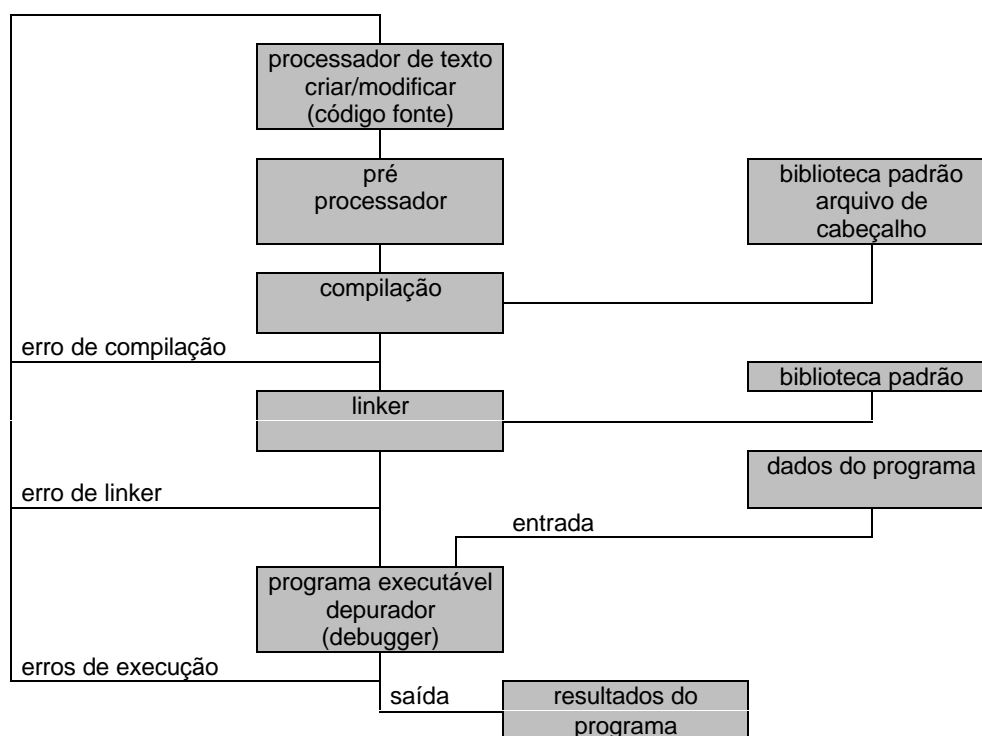 processador de texto
criar/modificar
(código fonte)
pré
processador
biblioteca padrão
arquivo de
cabeçalho
compilação
erro de compilação
biblioteca padrão
linker
dados do programa
erro de linker
entrada
programa executável
depurador
(debugger)
erros de execução
saída
resultados do
programa